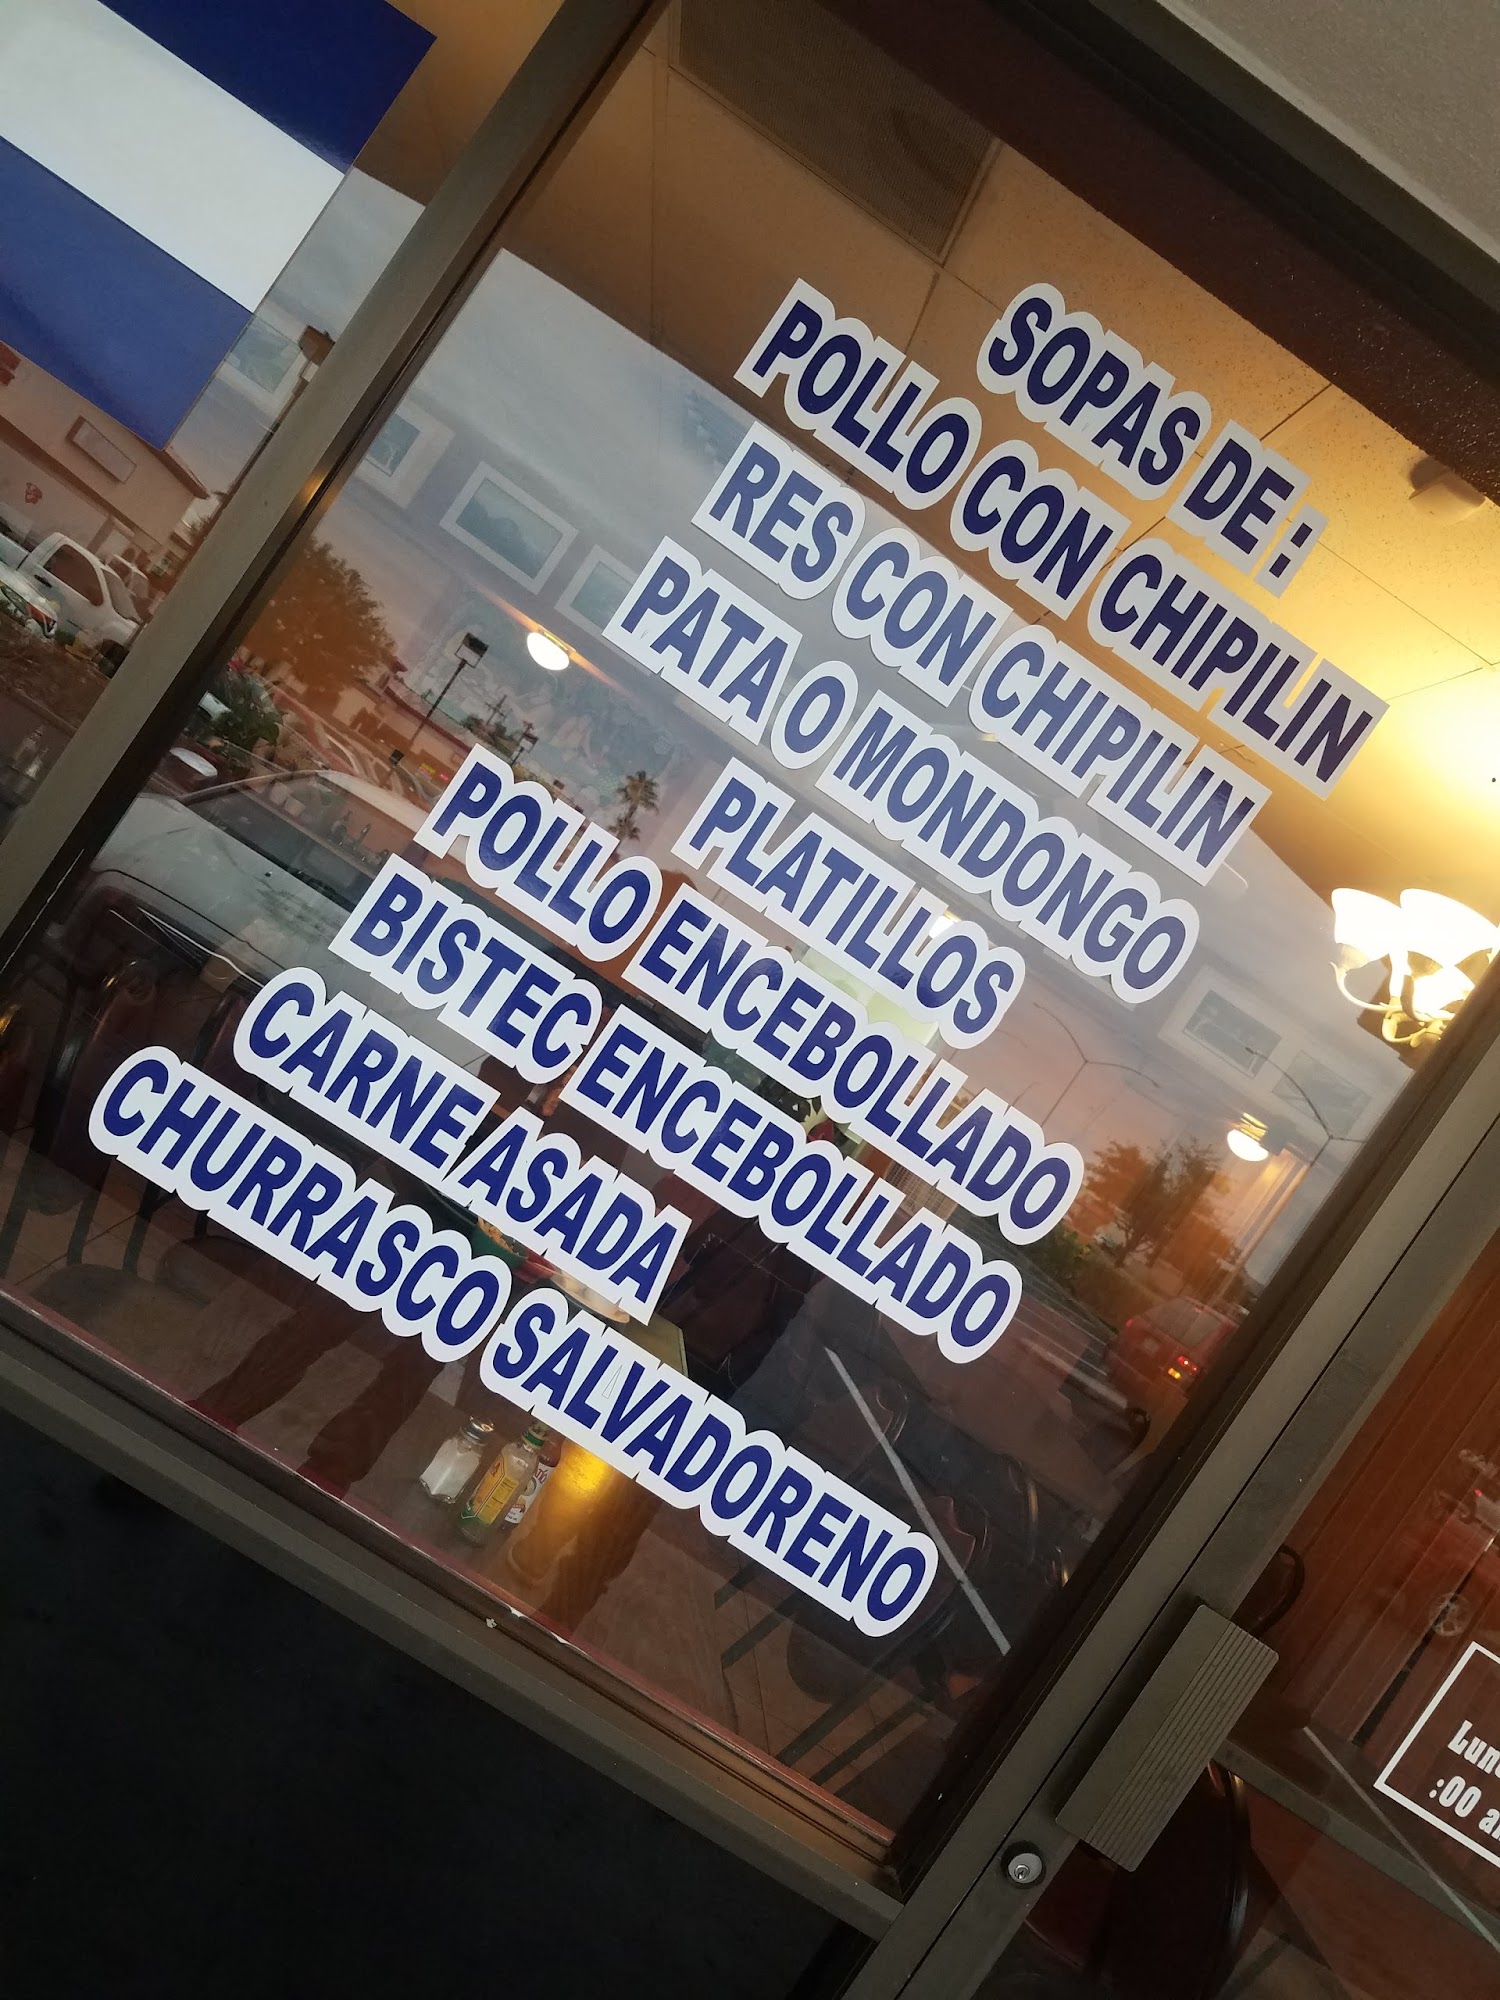 SOPAS DE :
POLLO CON CHIPILIN
RES CON CHIPILIN
PATA O MONDONGO
PLATILLOS
POLLO ENCEBOLLADO
BISTEC ENCEBOLLADO
CARNE ASADA
CHURRASCO SALVADORENO
:00